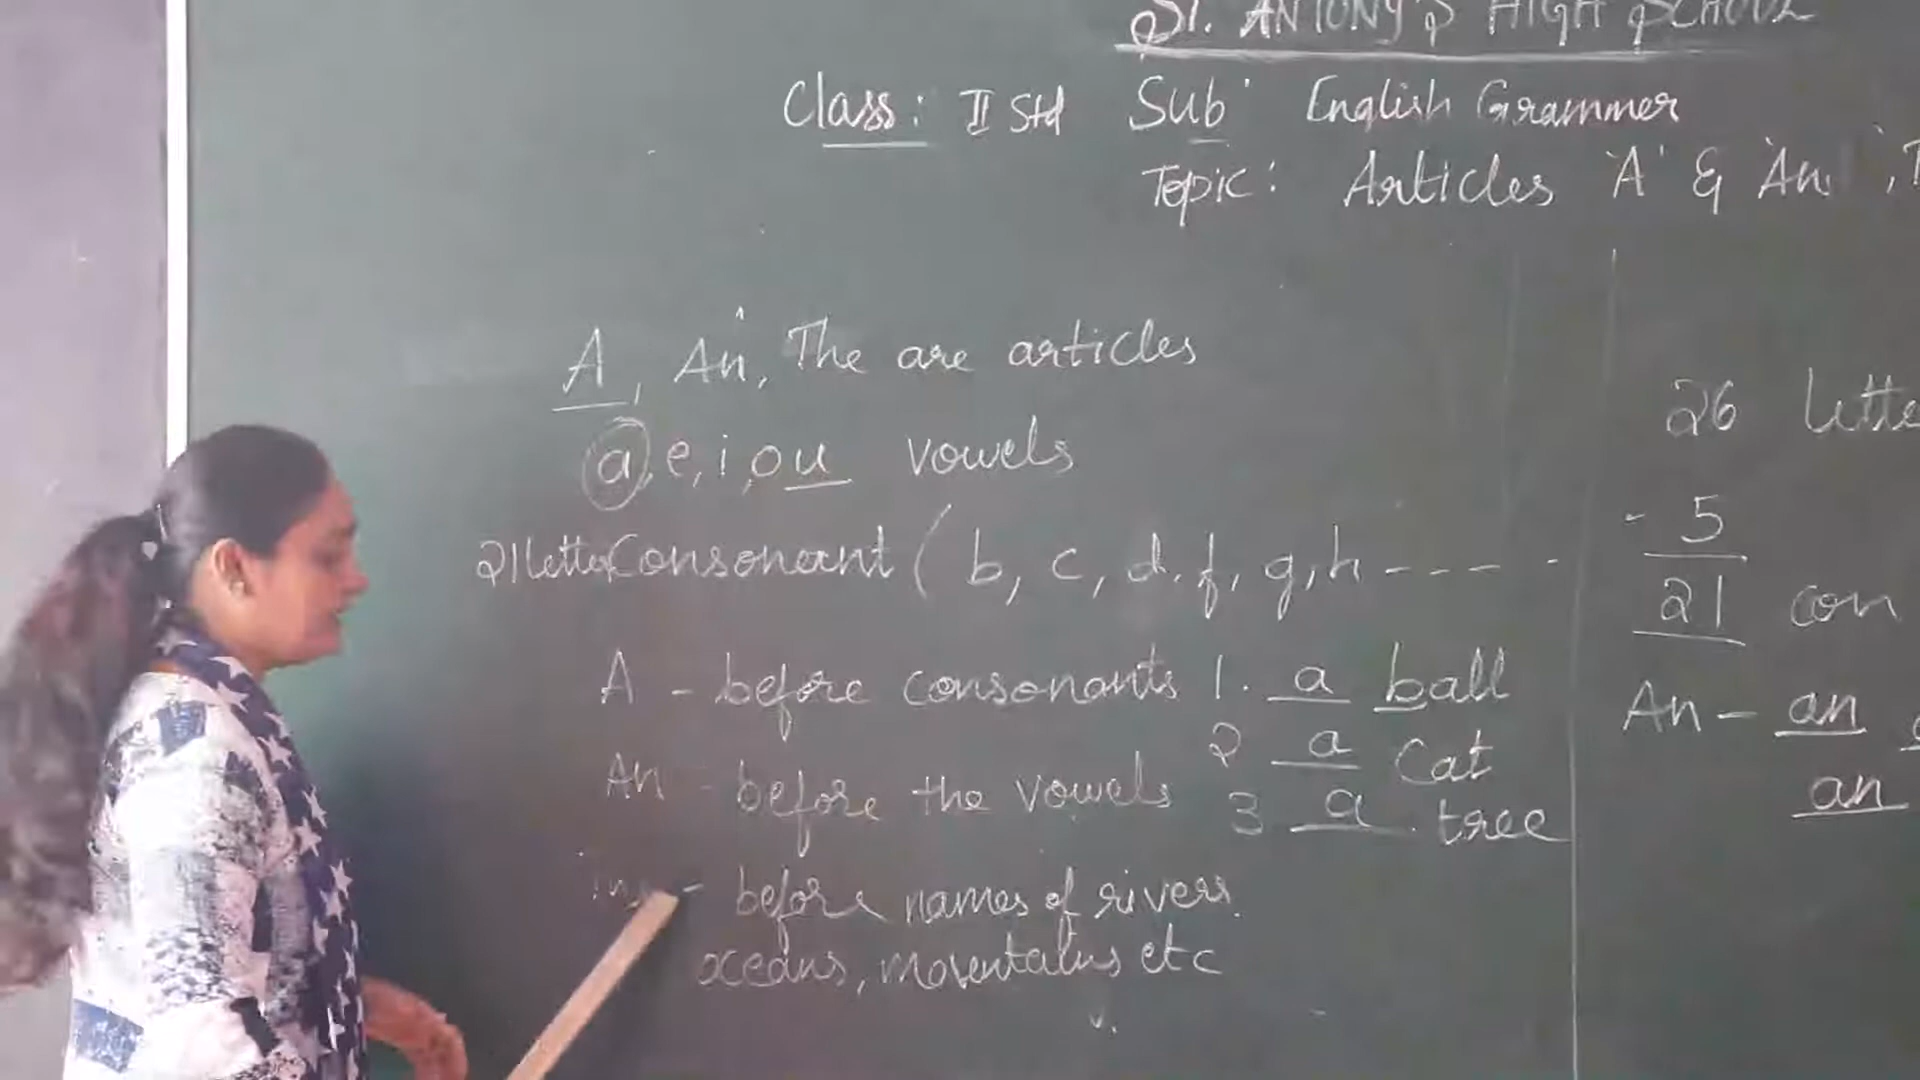 ST. ANTONY'S HIGH SCHOOL
Class: II Std Sub: English Grammer
Topic: Articles 'A' & 'An', T
A, An, The are articles
a, e, i, o u vowels
21 letter Consonant ( b, c, d, f, g, h - - - - -
A - before consonants 1. a ball
2 a Cat
An - before the vowels 3 a tree
- before names of rivers
oceans, etc
26 lette
- 5
21 con
An - an
an